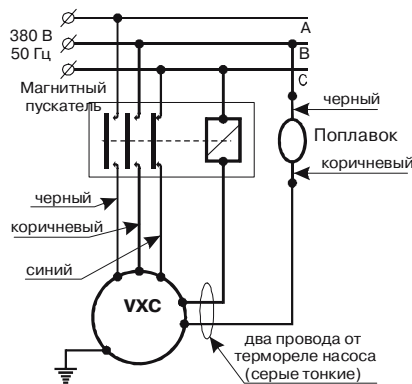 380 В
50 Гц
A
B
C
Магнитный
пускатель
черный
Поплавок
коричневый
черный
коричневый
синий
VXC
два провода от
термореле насоса
(серые тонкие)